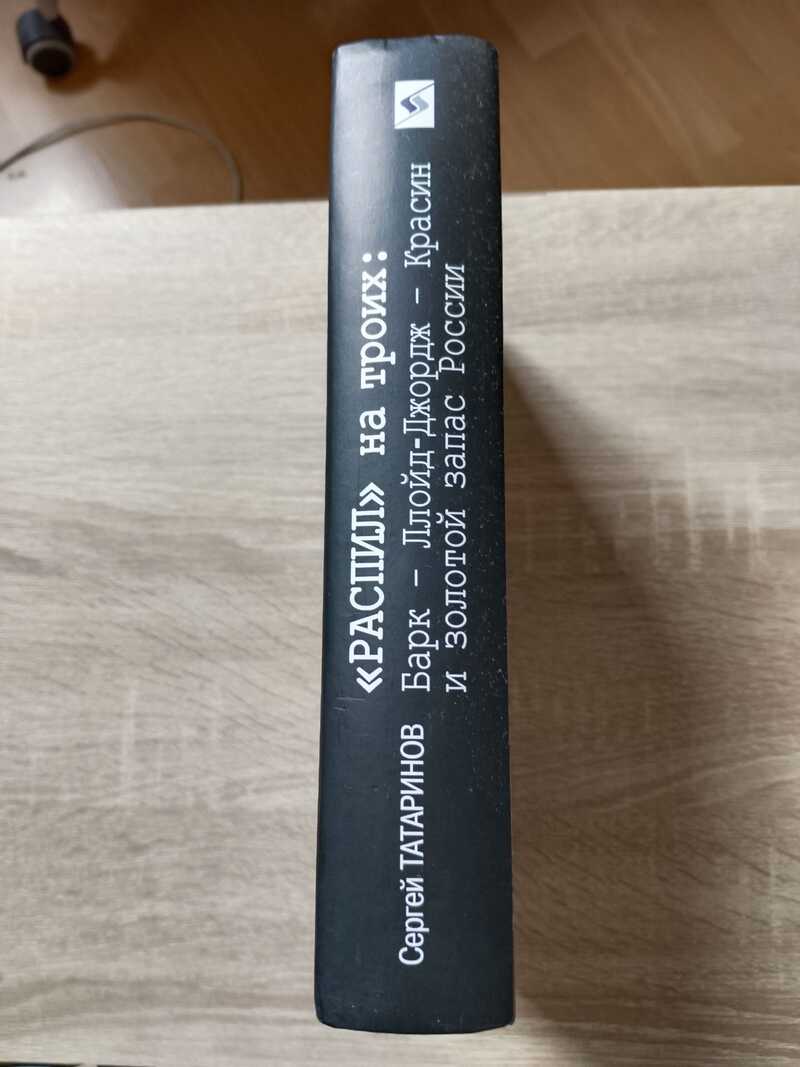 Сергей ТАТАРИНОВ
«РАСПИЛ» на троих:
Барк – Ллойд-Джордж – Красин
и золотой запас России